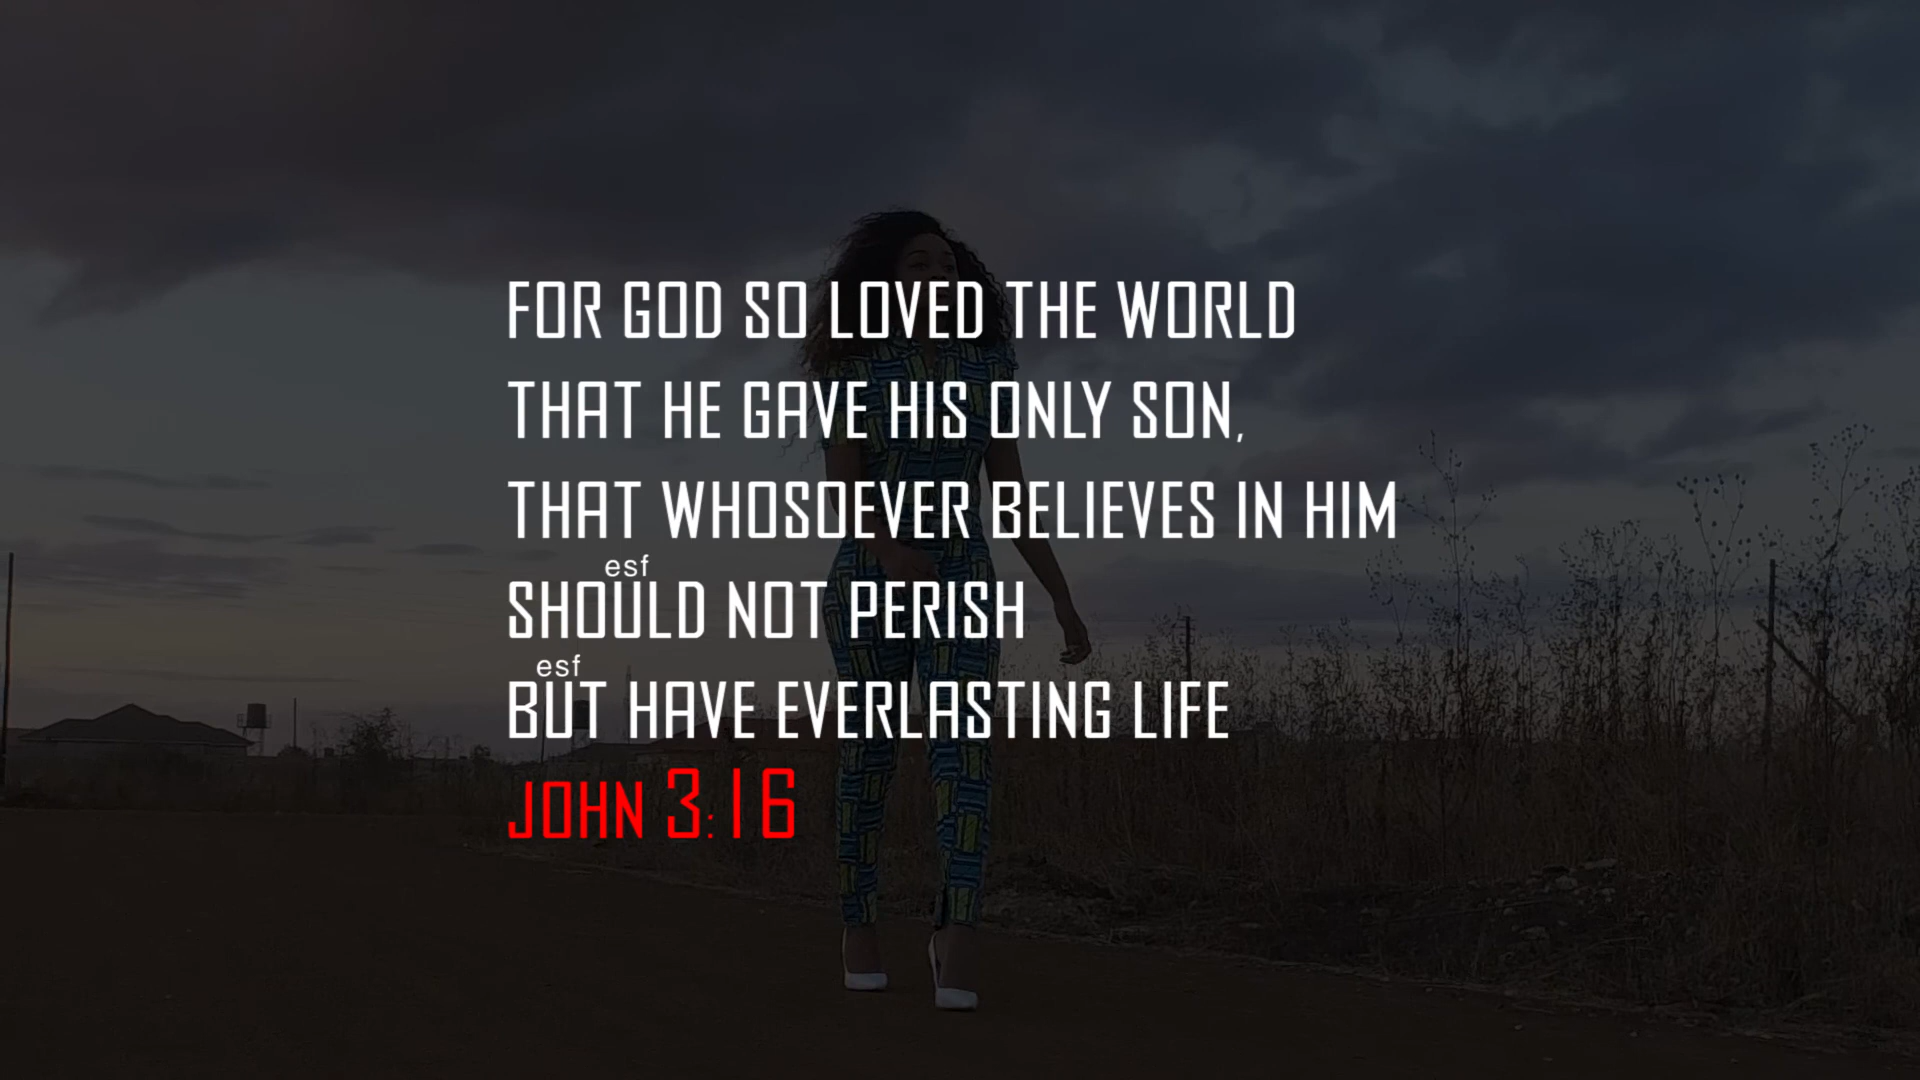 FOR GOD SO LOVED THE WORLD
THAT HE GAVE HIS ONLY SON,
THAT WHOSOEVER BELIEVES IN HIM
esf
SHOULD NOT PERISH
esf
BUT HAVE EVERLASTING LIFE
JOHN 3:16